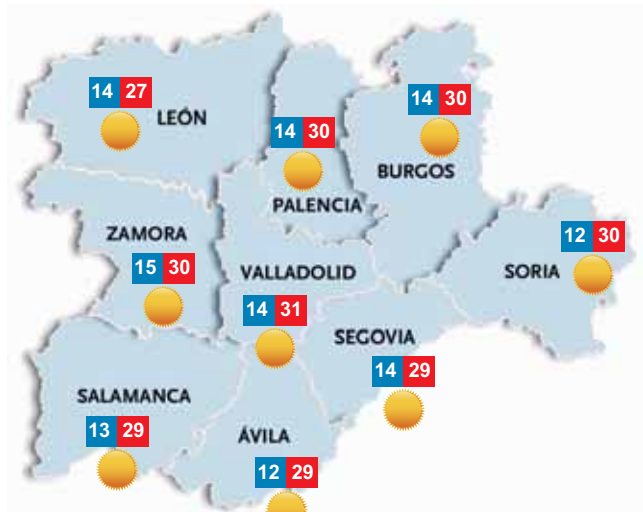 14 27
LEÓN
14 30
PALENCIA
14 30
BURGOS
ZAMORA
15 30
VALLADOLID
14 31
12 30
SORIA
SEGOVIA
14 29
SALAMANCA
13 29
ÁVILA
12 29